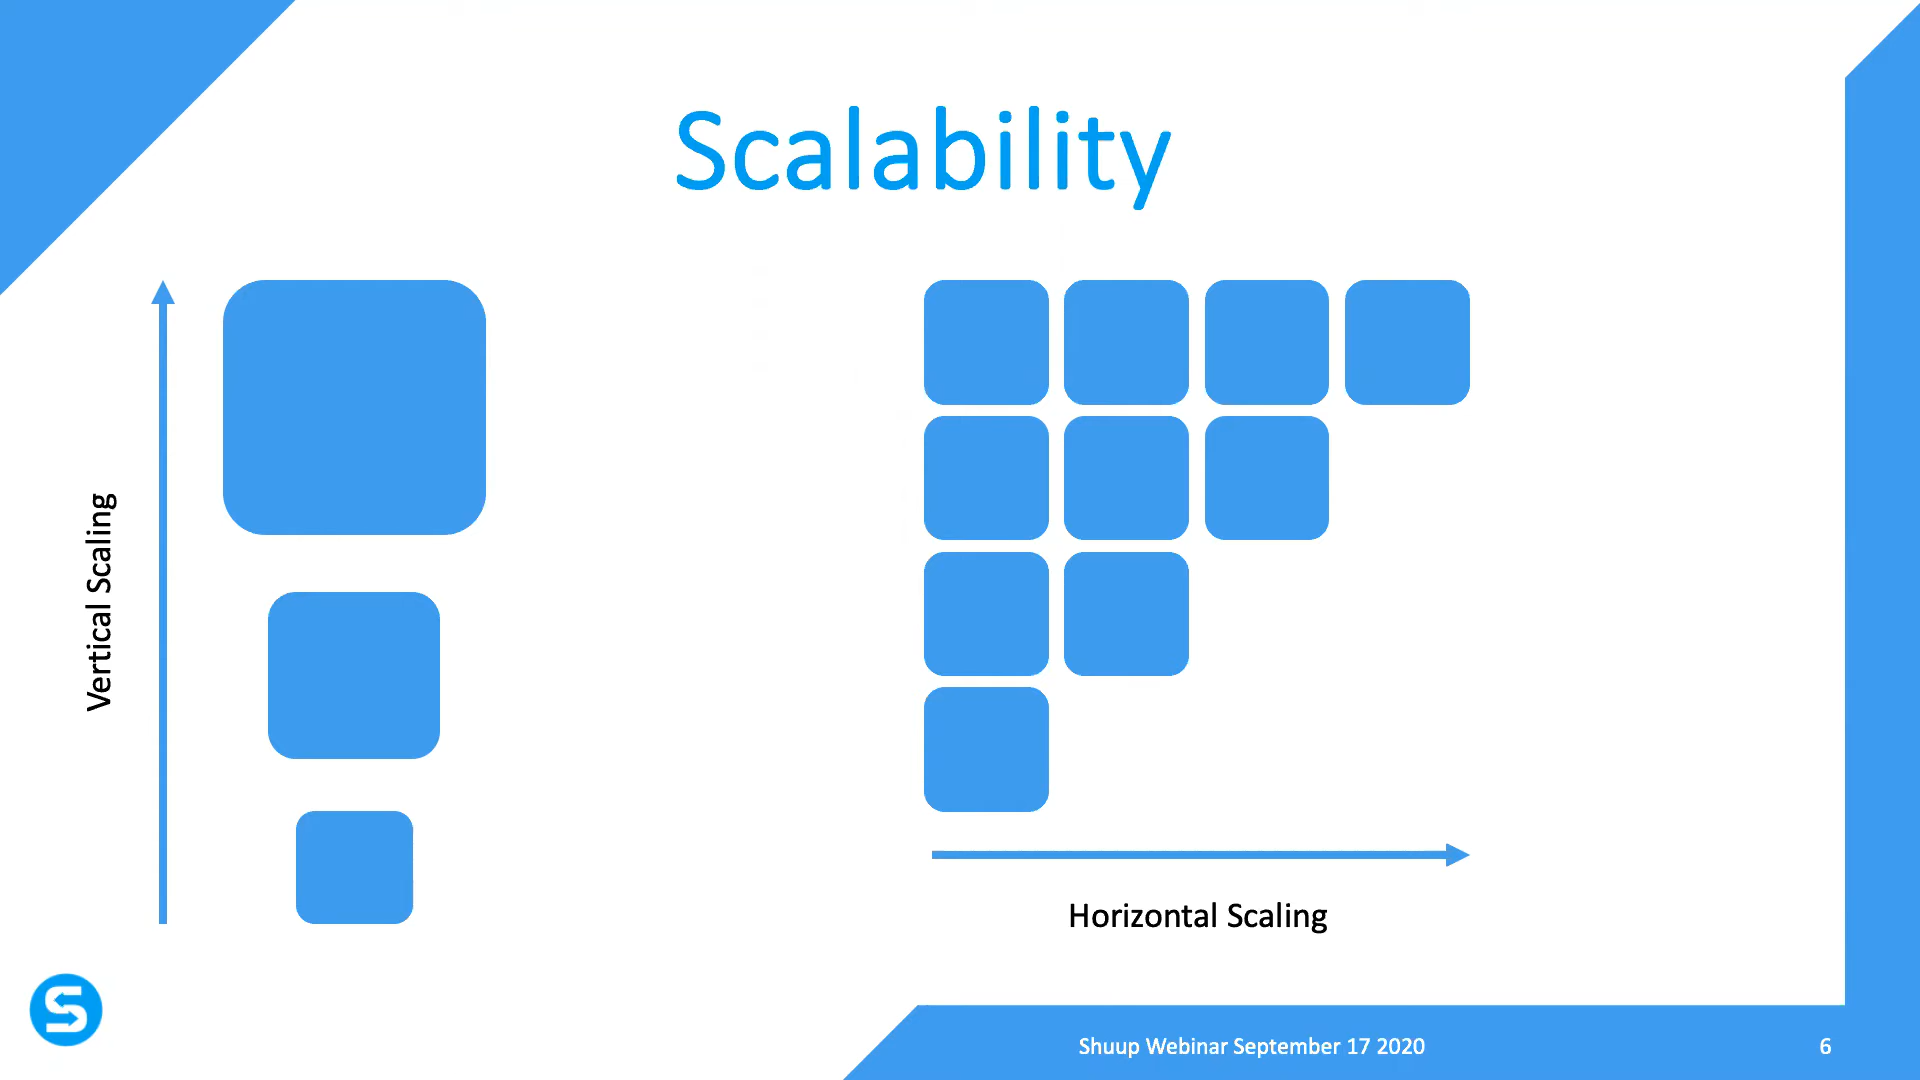 Scalability
Vertical Scaling
Horizontal Scaling
Shuup Webinar September 17 2020
6